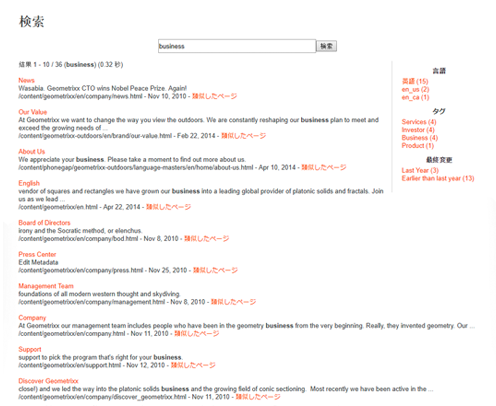 検索
business 検索
結果 1 - 10 / 36 (business) (0.32 秒)
News
Wasabia. Geometrixx CTO wins Nobel Peace Prize. Again!
/content/geometrixx/en/company/news.html - Nov 10, 2010 - 類似したページ
Our Value
At Geometrixx we want to change the way you view the outdoors. We are constantly reshaping our business plan to meet and
exceed the growing needs of ...
/content/geometrixx-outdoors/en/brand/our-value.html - Feb 22, 2014 - 類似したページ
About Us
We appreciate your business. Please take a moment to find out more about us.
/content/phonegap/geometrixx-outdoors/language-masters/en/home/about-us.html - Apr 10, 2014 - 類似したページ
English
vendor of squares and rectangles we have grown our business into a leading global provider of platonic solids and fractals. Join
us as we lead ...
/content/geometrixx/en.html - Apr 22, 2014 - 類似したページ
Board of Directors
irony and the Socratic method, or elenchus.
/content/geometrixx/en/company/bod.html - Nov 8, 2010 - 類似したページ
Press Center
Edit Metadata
/content/geometrixx/en/company/press.html - Nov 25, 2010 - 類似したページ
Management Team
foundations of all modern western thought and skydiving.
/content/geometrixx/en/company/management.html - Nov 8, 2010 - 類似したページ
Company
At Geometrixx our management team includes people who have been in the geometry business from the very beginning. Really, they invented geometry. Our ...
/content/geometrixx/en/company.html - Nov 11, 2010 - 類似したページ
Support
support to pick the program that's right for your business.
/content/geometrixx/en/support.html - Nov 12, 2010 - 類似したページ
Discover Geometrixx
close!) and we led the way into the platonic solids business and the growing field of conic sectioning. Most recently we have been active in the ...
/content/geometrixx/en/company/discover_geometrixx.html - Nov 11, 2010 - 類似したページ
言語
英語 (15)
en_us (2)
en_ca (1)
タグ
Services (4)
Investor (4)
Business (4)
Product (1)
最終変更
Last Year (3)
Earlier than last year (13)